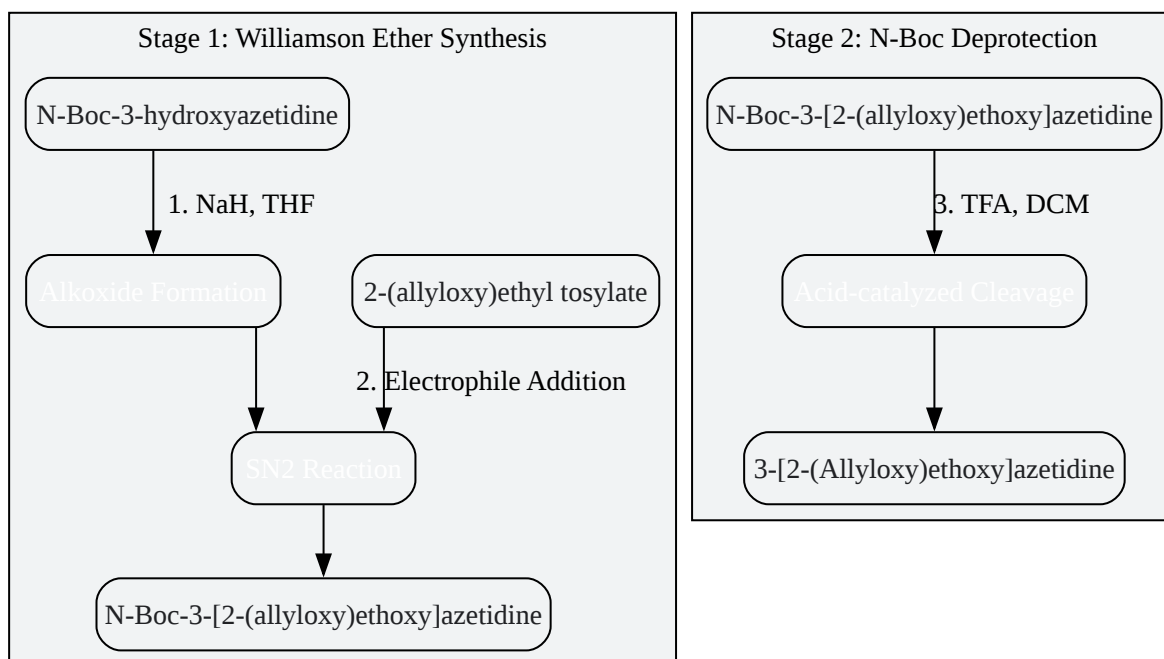 Stage 1: Williamson Ether Synthesis
N-Boc-3-hydroxyazetidine
1. NaH, THF
Alkoxide Formation
2-(allyloxy)ethyl tosylate
2. Electrophile Addition
SN2 Reaction
N-Boc-3-[2-(allyloxy)ethoxy]azetidine
Stage 2: N-Boc Deprotection
N-Boc-3-[2-(allyloxy)ethoxy]azetidine
3. TFA, DCM
Acid-catalyzed Cleavage
3-[2-(Allyloxy)ethoxy]azetidine